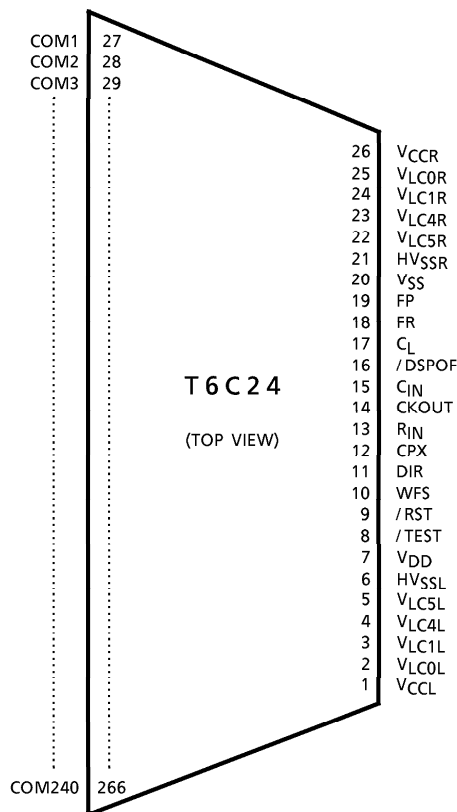 COM1 27
COM2 28
COM3 29
26 VCCR
25 VLC0R
24 VLC1R
23 VLC4R
22 VLC5R
21 HVSSR
20 VSS
19 FP
18 FR
17 CL
16 /DSPOF
15 CIN
14 CKOUT
13 RIN
12 CPX
11 DIR
10 WFS
9 /RST
8 /TEST
7 VDD
6 HVSSL
5 VLC5L
4 VLC4L
3 VLC1L
2 VLC0L
1 VCCL
T6C24
(TOP VIEW)
COM240 266